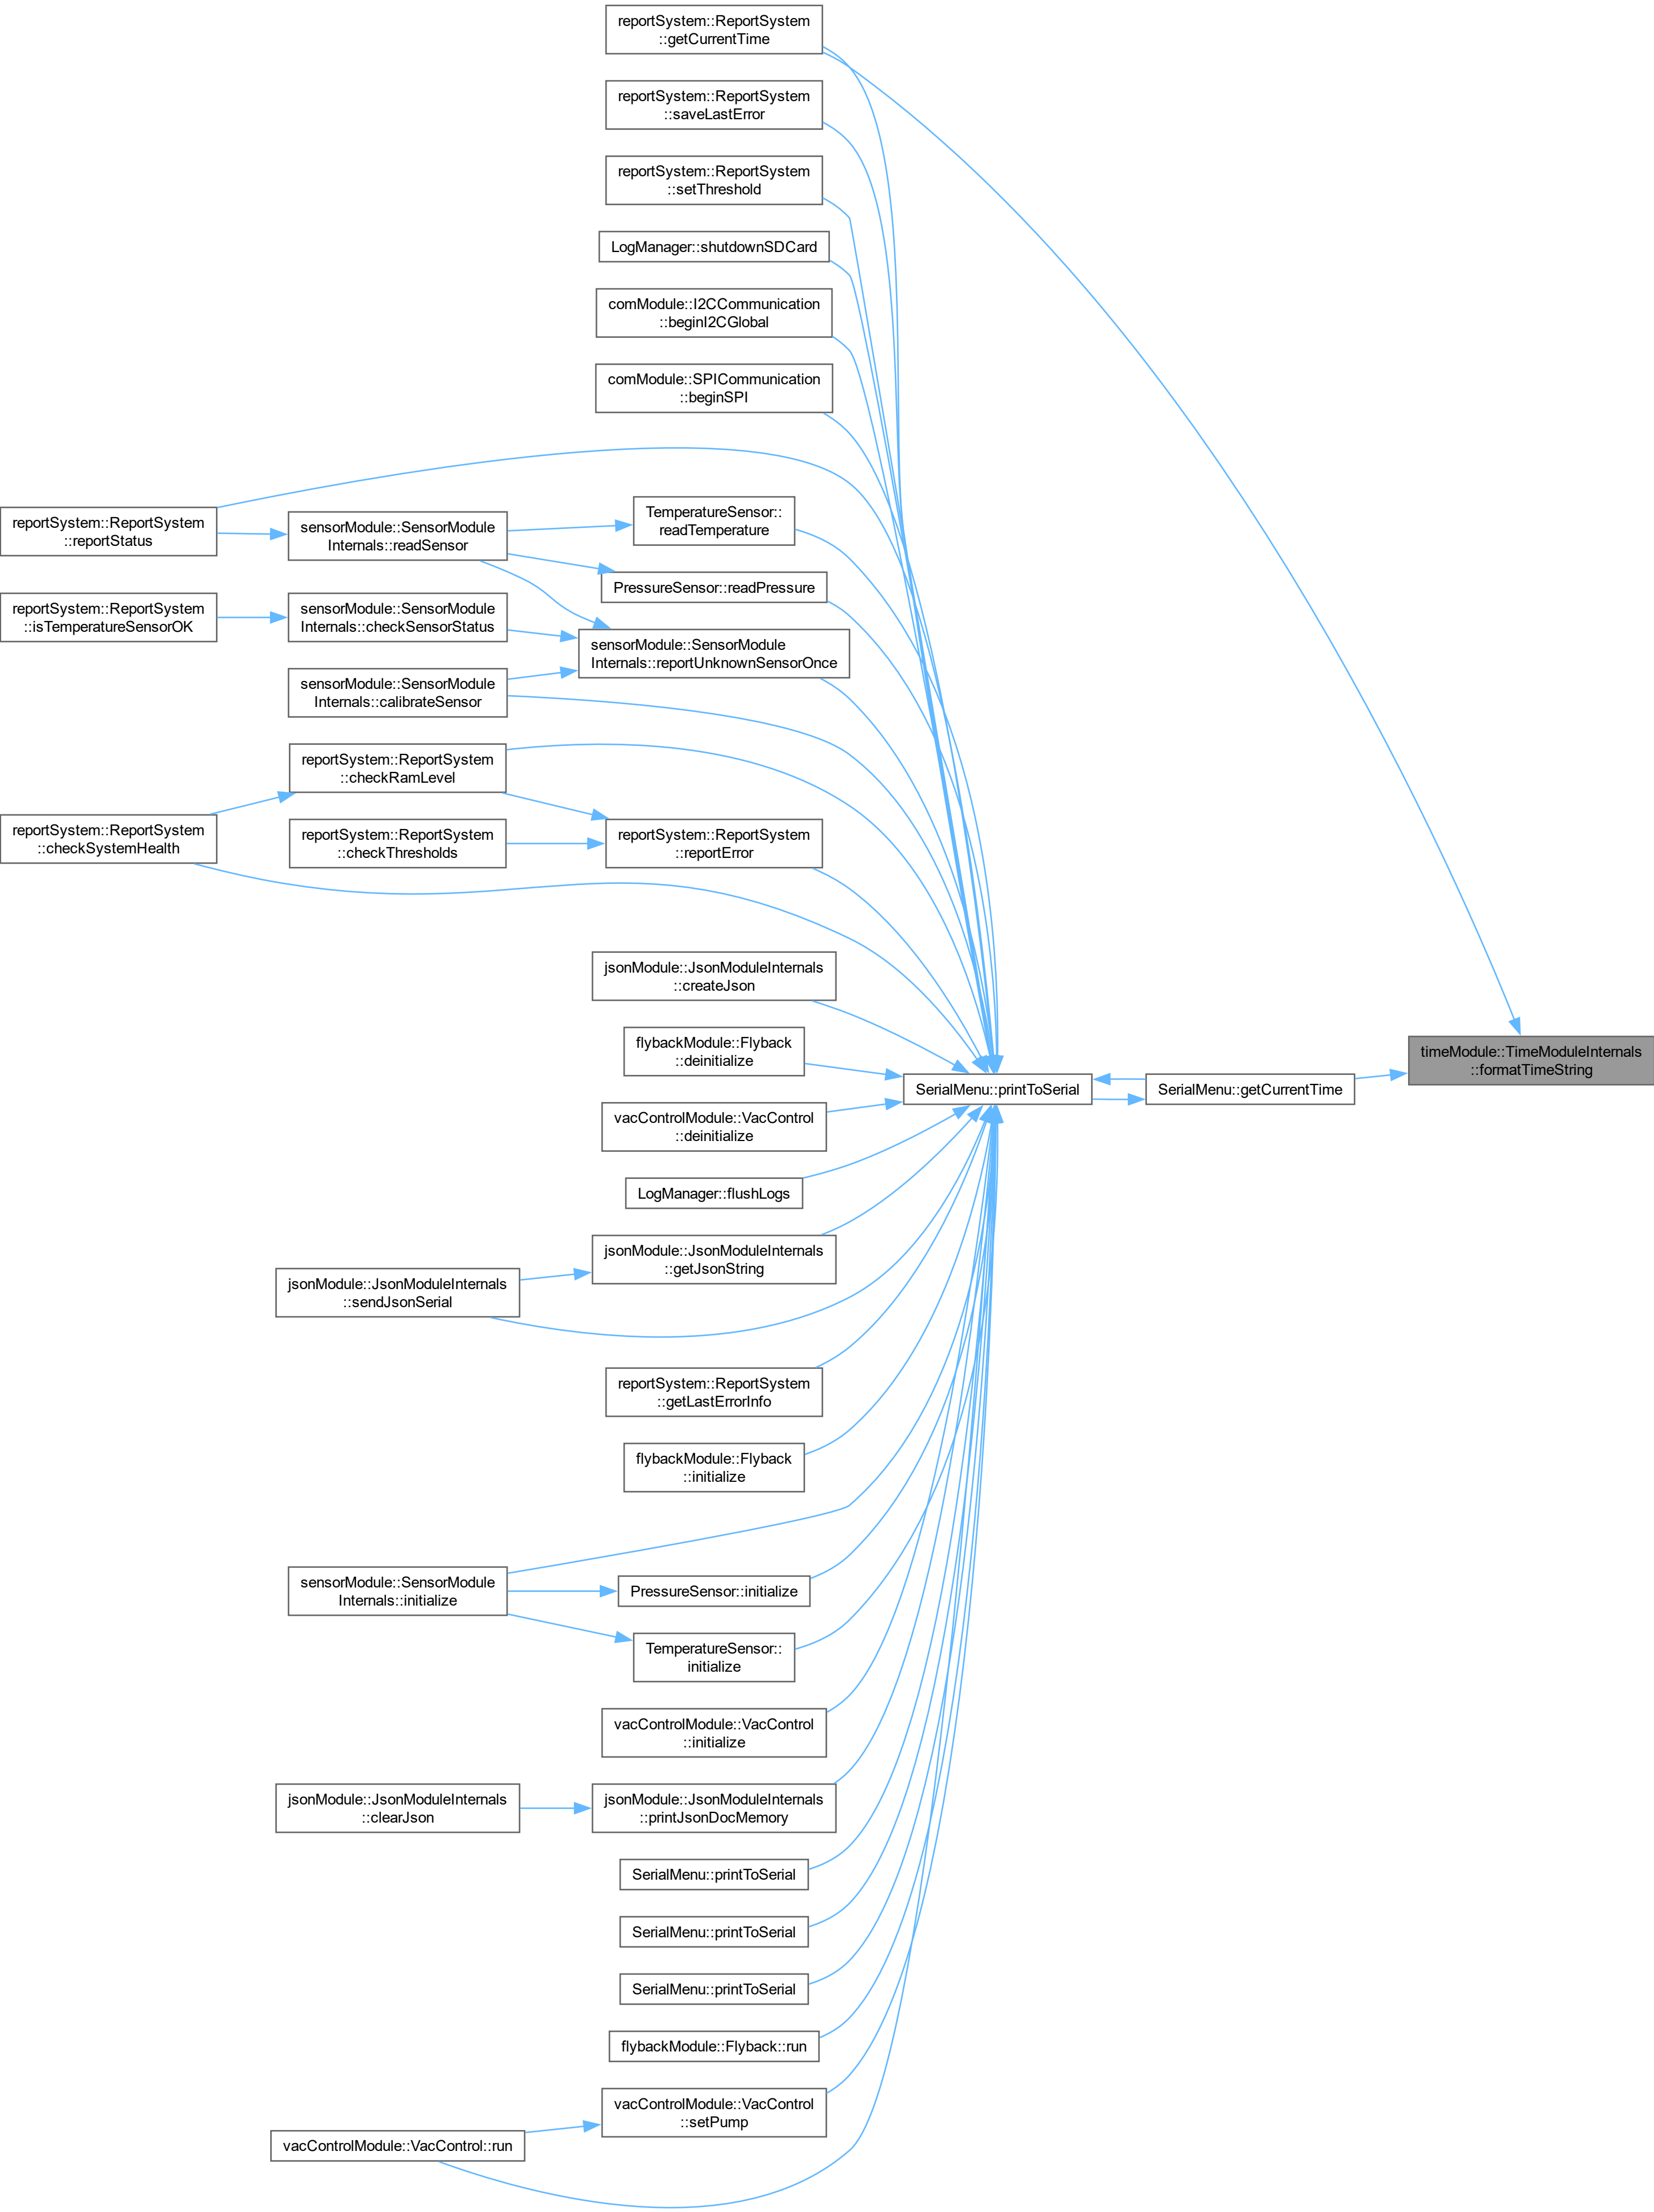 reportSystem::ReportSystem
::getCurrentTime
reportSystem::ReportSystem
::saveLastError
reportSystem::ReportSystem
::setThreshold
LogManager::shutdownSDCard
comModule::I2CCommunication
::beginI2CGlobal
comModule::SPICommunication
::beginSPI
reportSystem::ReportSystem
::reportStatus
sensorModule::SensorModule
Internals::readSensor
TemperatureSensor::
readTemperature
PressureSensor::readPressure
reportSystem::ReportSystem
::isTemperatureSensorOK
sensorModule::SensorModule
Internals::checkSensorStatus
sensorModule::SensorModule
Internals::reportUnknownSensorOnce
sensorModule::SensorModule
Internals::calibrateSensor
reportSystem::ReportSystem
::checkRamLevel
reportSystem::ReportSystem
::checkSystemHealth
reportSystem::ReportSystem
::checkThresholds
reportSystem::ReportSystem
::reportError
jsonModule::JsonModuleInternals
::createJson
flybackModule::Flyback
::deinitialize
SerialMenu::printToSerial
SerialMenu::getCurrentTime
timeModule::TimeModuleInternals
::formatTimeString
vacControlModule::VacControl
::deinitialize
LogManager::flushLogs
jsonModule::JsonModuleInternals
::getJsonString
jsonModule::JsonModuleInternals
::sendJsonSerial
reportSystem::ReportSystem
::getLastErrorInfo
flybackModule::Flyback
::initialize
sensorModule::SensorModule
Internals::initialize
PressureSensor::initialize
TemperatureSensor::
initialize
vacControlModule::VacControl
::initialize
jsonModule::JsonModuleInternals
::clearJson
jsonModule::JsonModuleInternals
::printJsonDocMemory
SerialMenu::printToSerial
SerialMenu::printToSerial
SerialMenu::printToSerial
flybackModule::Flyback::run
vacControlModule::VacControl
::setPump
vacControlModule::VacControl::run